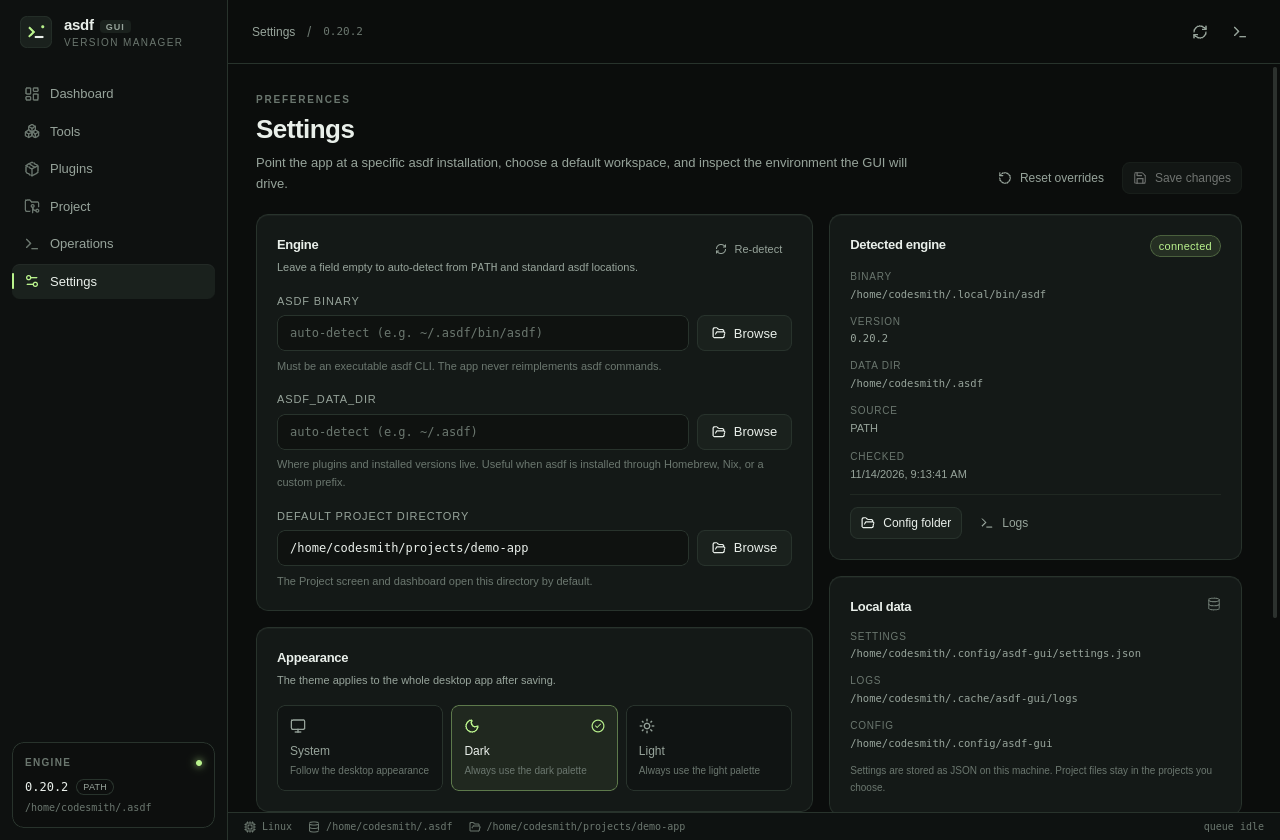 asdf GUI
VERSION MANAGER
Dashboard
Tools
Plugins
Project
Operations
Settings
ENGINE
0.20.2 PATH
/home/codesmith/.asdf
Settings / 0.20.2
PREFERENCES
Settings
Point the app at a specific asdf installation, choose a default workspace, and inspect the environment the GUI will
drive.
Reset overrides
Save changes
Engine
Re-detect
Leave a field empty to auto-detect from PATH and standard asdf locations.
ASDF BINARY
auto-detect (e.g. ~/.asdf/bin/asdf)
Browse
Must be an executable asdf CLI. The app never reimplements asdf commands.
ASDF_DATA_DIR
auto-detect (e.g. ~/.asdf)
Browse
Where plugins and installed versions live. Useful when asdf is installed through Homebrew, Nix, or a
custom prefix.
DEFAULT PROJECT DIRECTORY
/home/codesmith/projects/demo-app
Browse
The Project screen and dashboard open this directory by default.
Appearance
The theme applies to the whole desktop app after saving.
System
Follow the desktop appearance
Dark
Always use the dark palette
Light
Always use the light palette
Detected engine
connected
BINARY
/home/codesmith/.local/bin/asdf
VERSION
0.20.2
DATA DIR
/home/codesmith/.asdf
SOURCE
PATH
CHECKED
11/14/2026, 9:13:41 AM
Config folder
Logs
Local data
SETTINGS
/home/codesmith/.config/asdf-gui/settings.json
LOGS
/home/codesmith/.cache/asdf-gui/logs
CONFIG
/home/codesmith/.config/asdf-gui
Settings are stored as JSON on this machine. Project files stay in the projects you
choose.
Linux
/home/codesmith/.asdf
/home/codesmith/projects/demo-app
queue idle